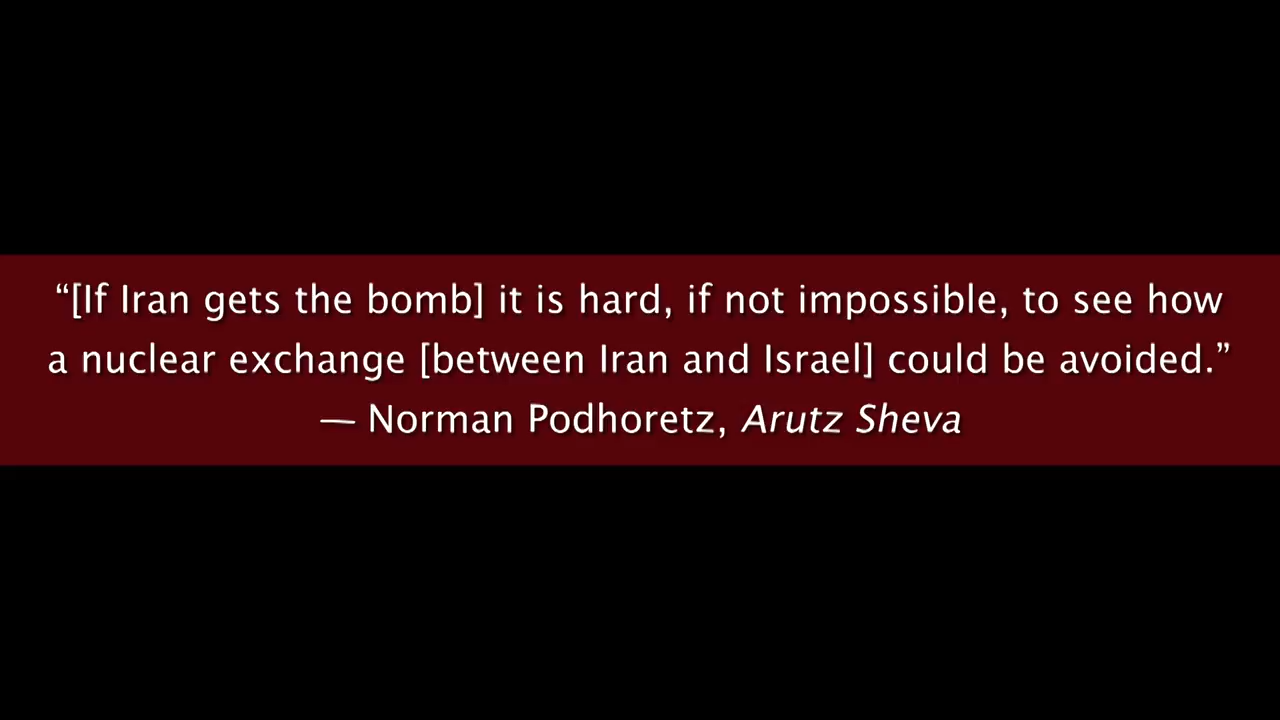 “[If Iran gets the bomb] it is hard, if not impossible, to see how
a nuclear exchange [between Iran and Israel] could be avoided.”
— Norman Podhoretz, Arutz Sheva